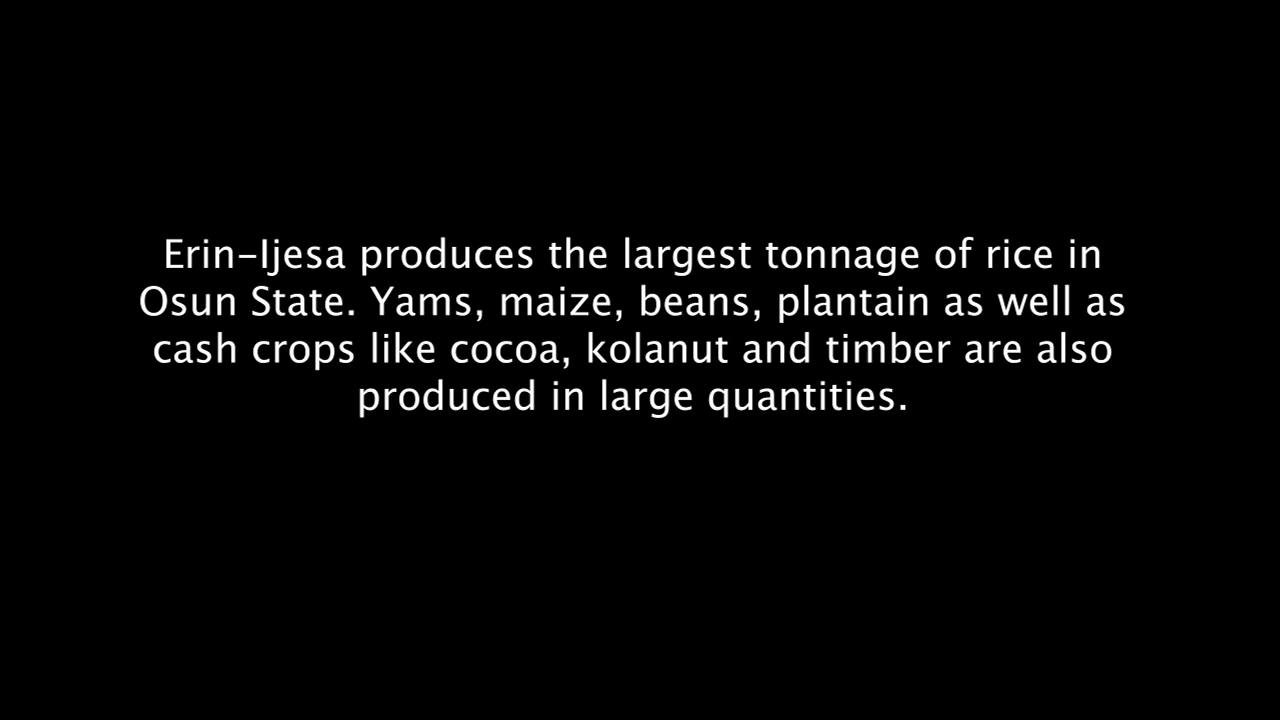 Erin-Ijesa produces the largest tonnage of rice in
Osun State. Yams, maize, beans, plantain as well as
cash crops like cocoa, kolanut and timber are also
produced in large quantities.